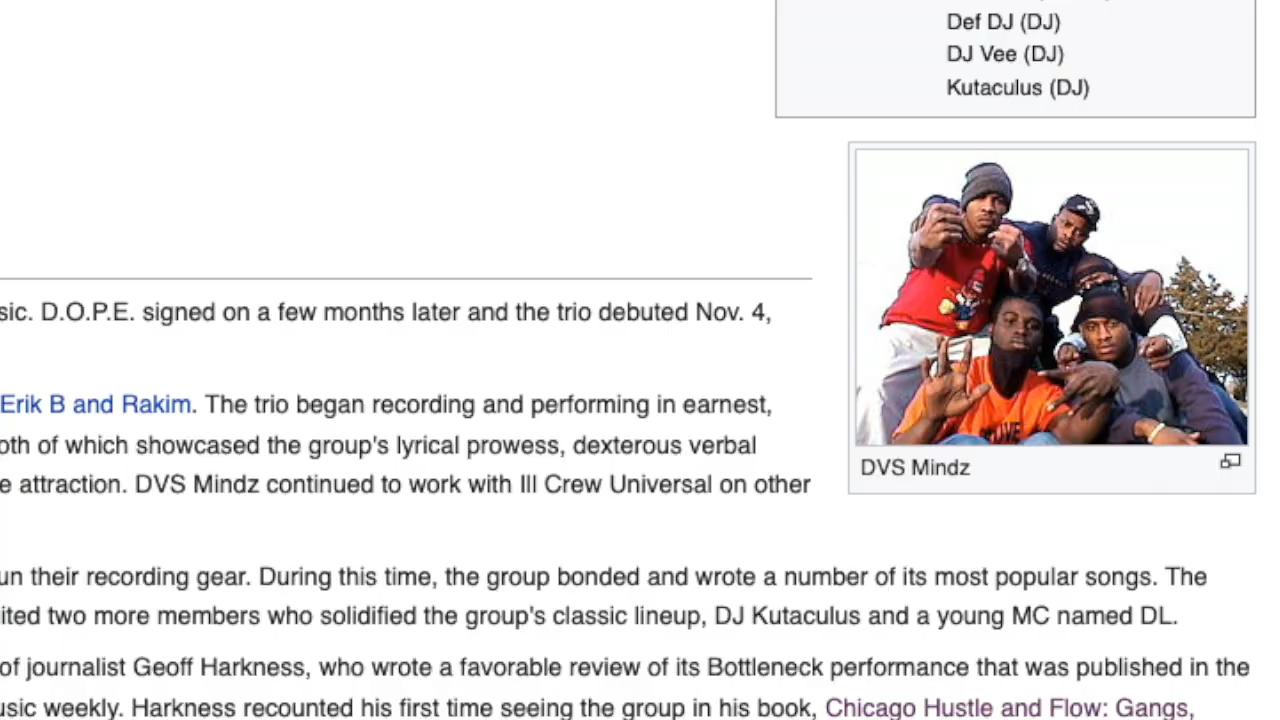 Def DJ (DJ)
DJ Vee (DJ)
Kutaculus (DJ)
sic. D.O.P.E. signed on a few months later and the trio debuted Nov. 4,
Erik B and Rakim. The trio began recording and performing in earnest,
oth of which showcased the group's lyrical prowess, dexterous verbal
e attraction. DVS Mindz continued to work with Ill Crew Universal on other
DVS Mindz
un their recording gear. During this time, the group bonded and wrote a number of its most popular songs. The
ited two more members who solidified the group's classic lineup, DJ Kutaculus and a young MC named DL.
of journalist Geoff Harkness, who wrote a favorable review of its Bottleneck performance that was published in the
usic weekly. Harkness recounted his first time seeing the group in his book, Chicago Hustle and Flow: Gangs,